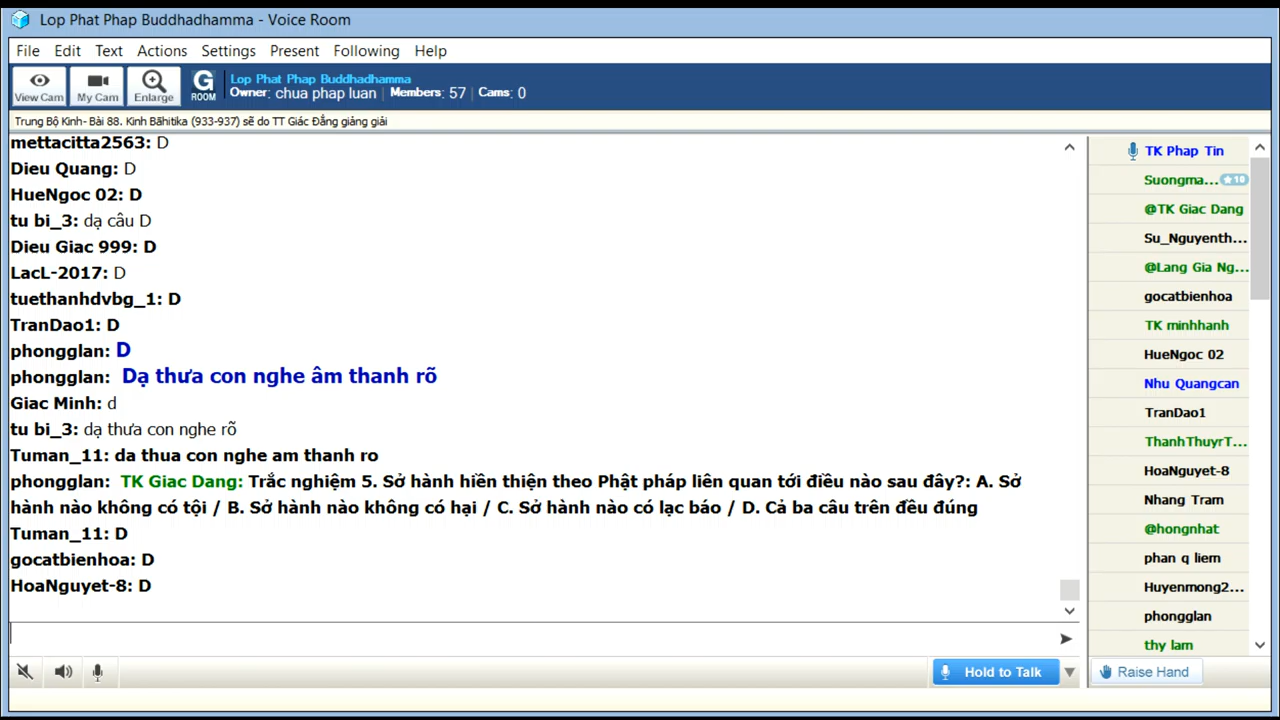 Lop Phat Phap Buddhadhamma - Voice Room
File Edit Text Actions Settings Present Following Help
View Cam
My Cam
Enlarge
G ROOM
Lop Phat Phap Buddhadhamma
Owner: chua phap luan | Members: 57 | Cams: 0
Trung Bộ Kinh- Bài 88. Kinh Bāhitika (933-937) sẽ do TT Giác Đẳng giảng giải
mettacitta2563: D
Dieu Quang: D
HueNgoc 02: D
tu bi_3: dạ câu D
Dieu Giac 999: D
LacL-2017: D
tuethanhdvbg_1: D
TranDao1: D
phongglan: D
phongglan: Dạ thưa con nghe âm thanh rõ
Giac Minh: d
tu bi_3: dạ thưa con nghe rõ
Tuman_11: da thua con nghe am thanh ro
phongglan: TK Giac Dang: Trắc nghiệm 5. Sở hành hiền thiện theo Phật pháp liên quan tới điều nào sau đây?: A. Sở
hành nào không có tội / B. Sở hành nào không có hại / C. Sở hành nào có lạc báo / D. Cả ba câu trên đều đúng
Tuman_11: D
gocatbienhoa: D
HoaNguyet-8: D
TK Phap Tin
Suongma... ★10
@TK Giac Dang
Su_Nguyenth...
@Lang Gia Ng...
gocatbienhoa
TK minhhanh
HueNgoc 02
Nhu Quangcan
TranDao1
ThanhThuyrT...
HoaNguyet-8
Nhang Tram
@hongnhat
phan q liem
Huyenmong2...
phongglan
thy lam
Hold to Talk
Raise Hand